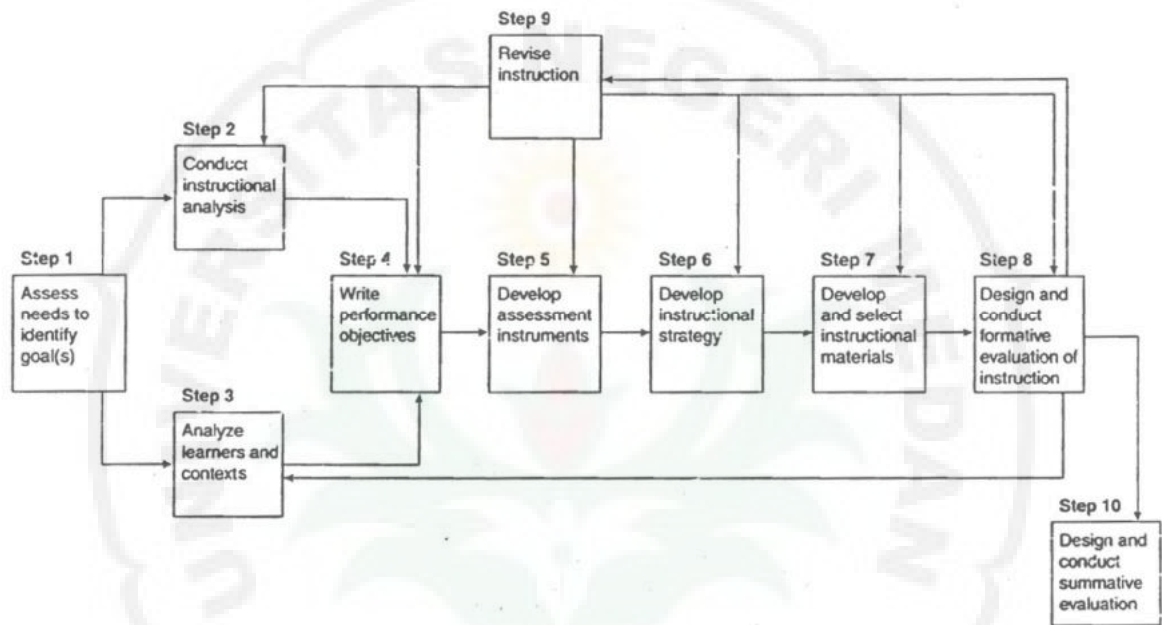 Step 9
Revise
instruction
Step 2
Conduct
instructional
analysis
Step 1
Assess
needs to
identify
goal(s)
Step 4
Write
performance
objectives
Step 5
Develop
assessment
instruments
Step 6
Develop
instructional
strategy
Step 7
Develop
and select
instructional
materials
Step 8
Design and
conduct
formative
evaluation of
instruction
Step 3
Analyze
learners and
contexts
Step 10
Design and
conduct
summative
evaluation
UNIVERSITAS NEGERI MEDAN